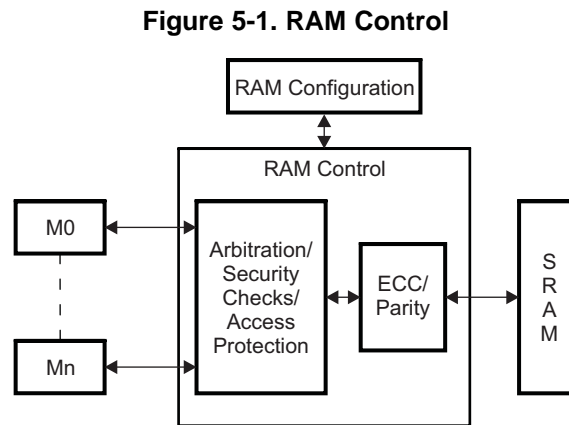 Figure 5-1. RAM Control
RAM Configuration
RAM Control
M0
Mn
Arbitration/
Security
Checks/
Access
Protection
ECC/
Parity
S
R
A
M